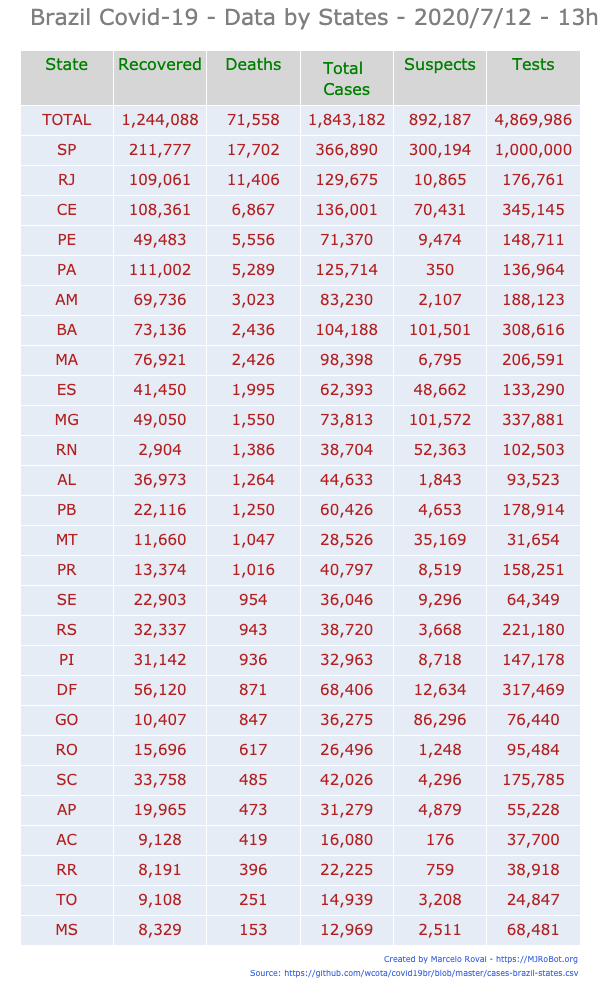 Brazil Covid-19 - Data by States - 2020/7/12 - 13h
State Recovered Deaths Total Cases Suspects Tests
TOTAL 1,244,088 71,558 1,843,182 892,187 4,869,986
SP 211,777 17,702 366,890 300,194 1,000,000
RJ 109,061 11,406 129,675 10,865 176,761
CE 108,361 6,867 136,001 70,431 345,145
PE 49,483 5,556 71,370 9,474 148,711
PA 111,002 5,289 125,714 350 136,964
AM 69,736 3,023 83,230 2,107 188,123
BA 73,136 2,436 104,188 101,501 308,616
MA 76,921 2,426 98,398 6,795 206,591
ES 41,450 1,995 62,393 48,662 133,290
MG 49,050 1,550 73,813 101,572 337,881
RN 2,904 1,386 38,704 52,363 102,503
AL 36,973 1,264 44,633 1,843 93,523
PB 22,116 1,250 60,426 4,653 178,914
MT 11,660 1,047 28,526 35,169 31,654
PR 13,374 1,016 40,797 8,519 158,251
SE 22,903 954 36,046 9,296 64,349
RS 32,337 943 38,720 3,668 221,180
PI 31,142 936 32,963 8,718 147,178
DF 56,120 871 68,406 12,634 317,469
GO 10,407 847 36,275 86,296 76,440
RO 15,696 617 26,496 1,248 95,484
SC 33,758 485 42,026 4,296 175,785
AP 19,965 473 31,279 4,879 55,228
AC 9,128 419 16,080 176 37,700
RR 8,191 396 22,225 759 38,918
TO 9,108 251 14,939 3,208 24,847
MS 8,329 153 12,969 2,511 68,481
Created by Marcelo Rovai - https://MJRoBot.org
Source: https://github.com/wcota/covid19br/blob/master/cases-brazil-states.csv